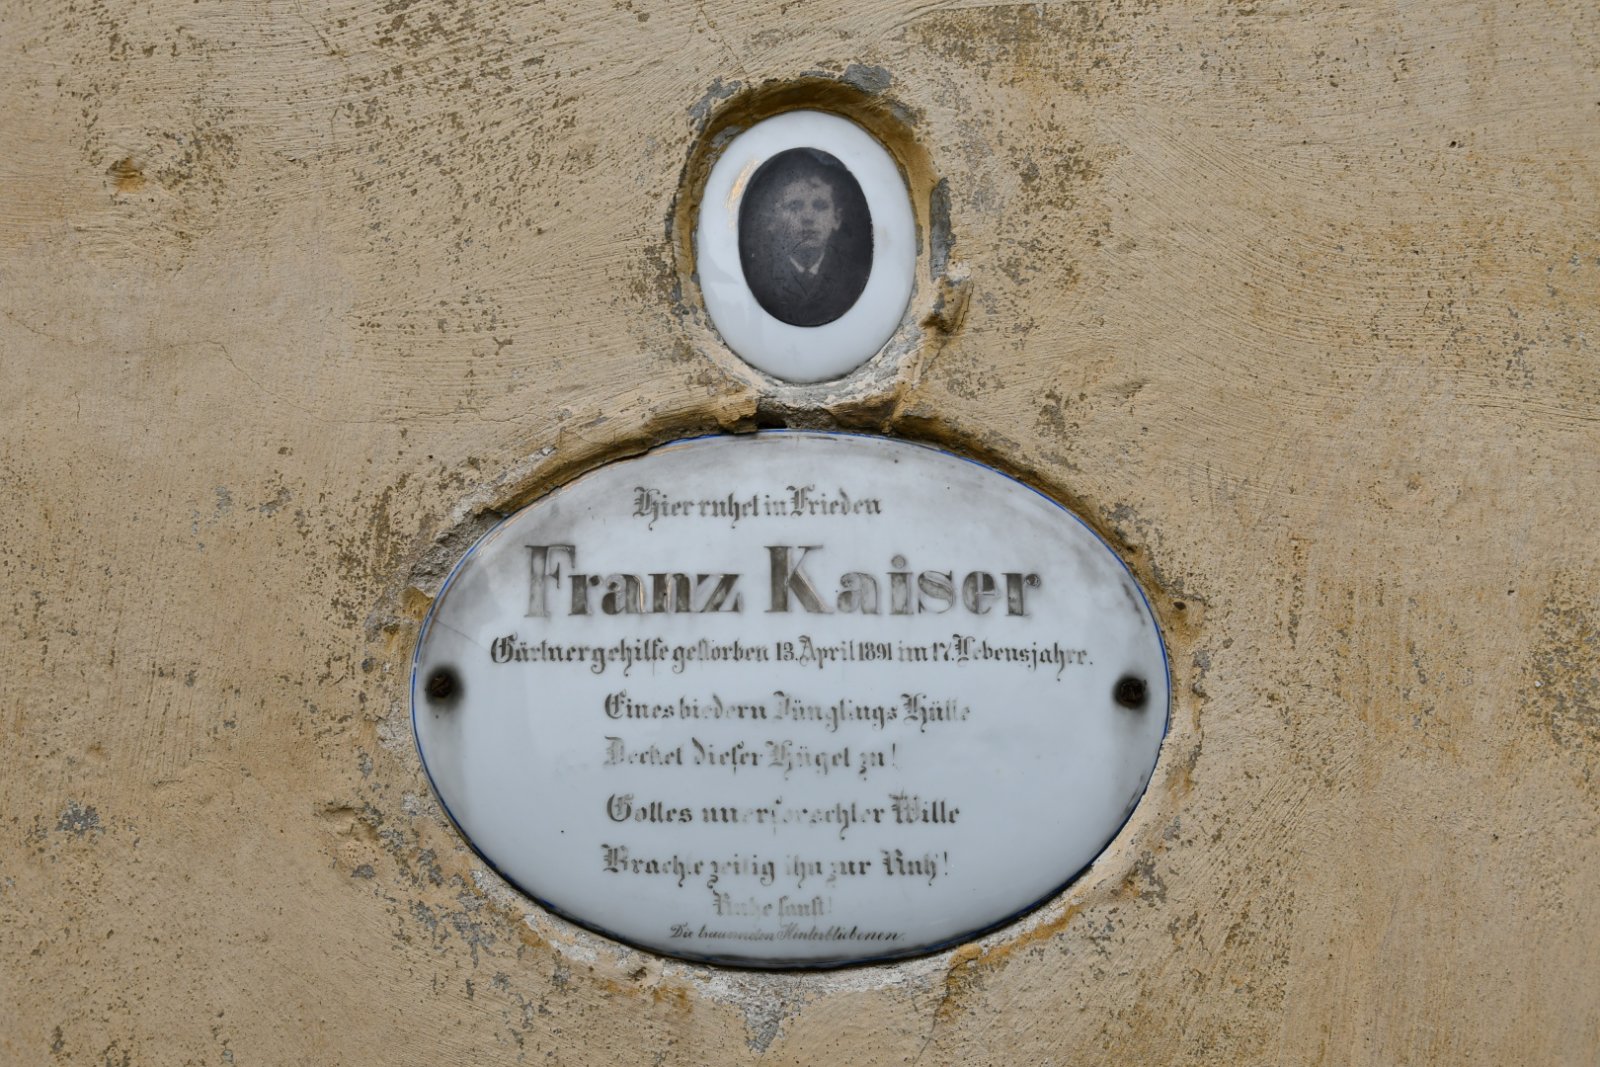 Hier ruhet in Frieden
Franz Kaiser
Gärtnergehilfe gestorben 13. April 1891 im 17. Lebensjahre.
Eines biedern Jünglings Hülle
Decket dieser Hügel zu!
Gottes unerforschter Wille
Brachte zeitig ihn zur Ruh'!
Ruhe sanft!
Die trauernden Hinterbliebenen.